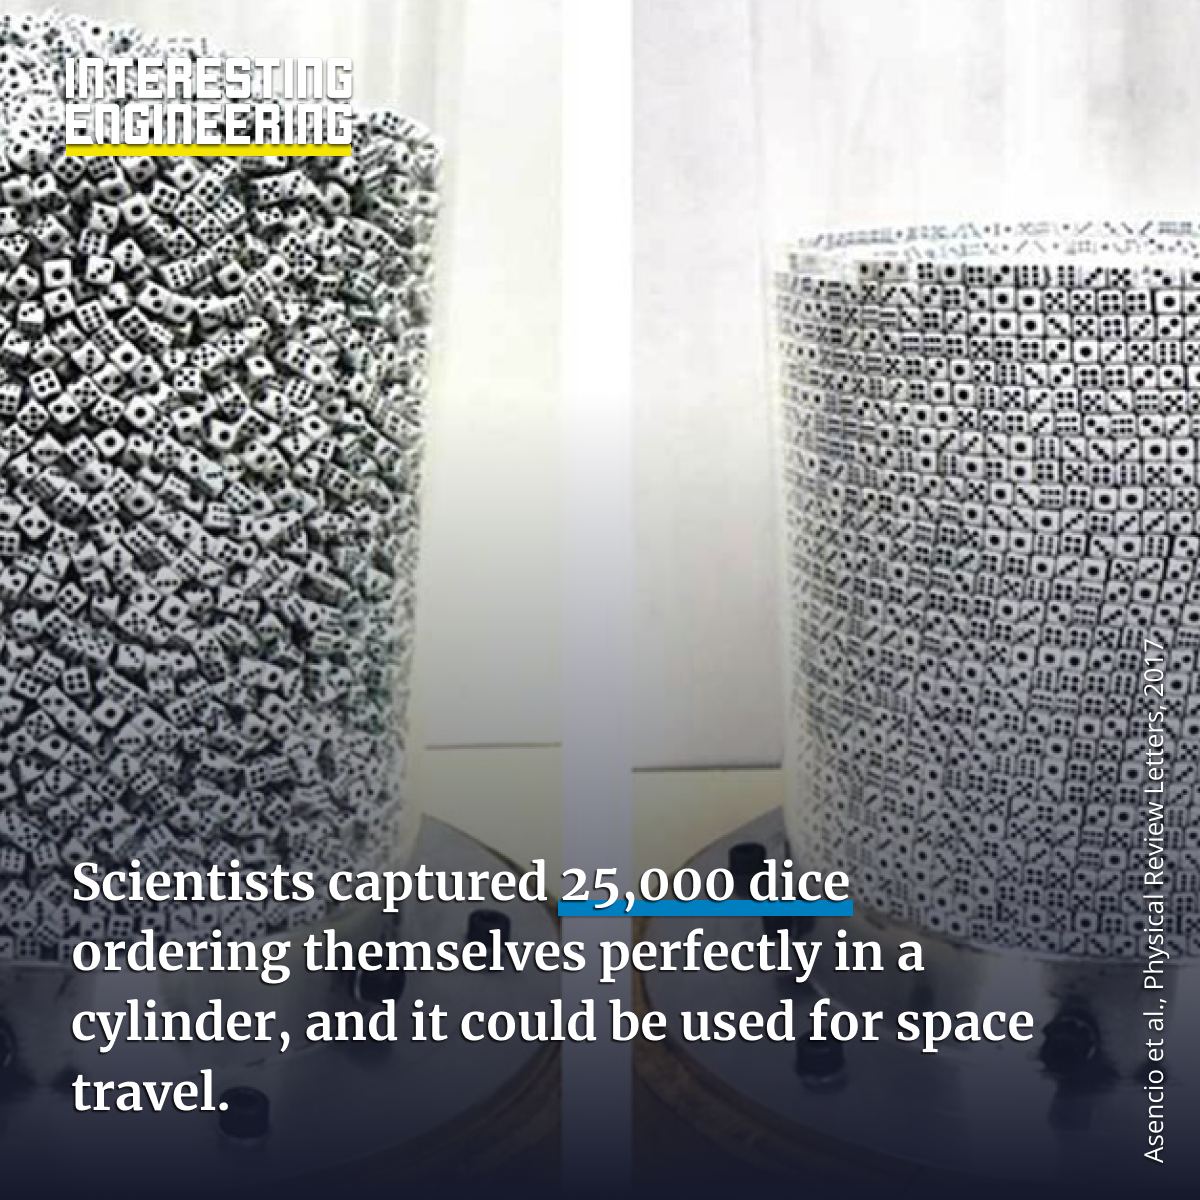 INTERESTING
ENGINEERING
Scientists captured 25,000 dice
ordering themselves perfectly in a
cylinder, and it could be used for space
travel.
Asencio et al., Physical Review Letters, 2017